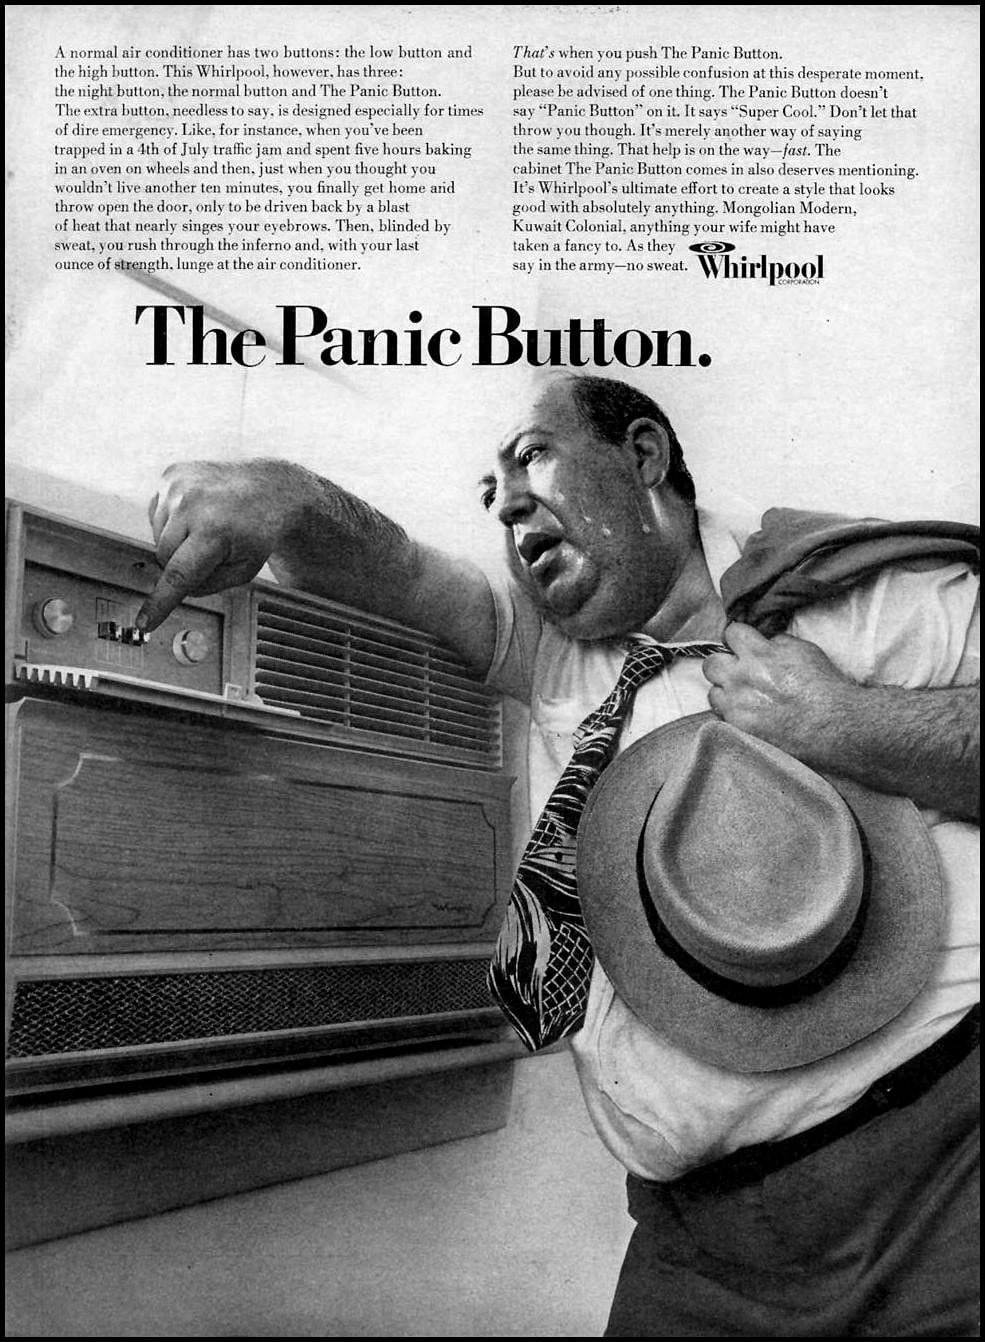 A normal air conditioner has two buttons: the low button and
the high button. This Whirlpool, however, has three:
the night button, the normal button and The Panic Button.
The extra button, needless to say, is designed especially for times
of dire emergency. Like, for instance, when you've been
trapped in a 4th of July traffic jam and spent five hours baking
in an oven on wheels and then, just when you thought you
wouldn't live another ten minutes, you finally get home and
throw open the door, only to be driven back by a blast
of heat that nearly singes your eyebrows. Then, blinded by
sweat, you rush through the inferno and, with your last
ounce of strength, lunge at the air conditioner.
That's when you push The Panic Button.
But to avoid any possible confusion at this desperate moment,
please be advised of one thing. The Panic Button doesn't
say “Panic Button” on it. It says “Super Cool.” Don't let that
throw you though. It's merely another way of saying
the same thing. That help is on the way—fast. The
cabinet The Panic Button comes in also deserves mentioning.
It's Whirlpool's ultimate effort to create a style that looks
good with absolutely anything. Mongolian Modern,
Kuwait Colonial, anything your wife might have
taken a fancy to. As they
say in the army—no sweat.
Whirlpool
CORPORATION
The Panic Button.